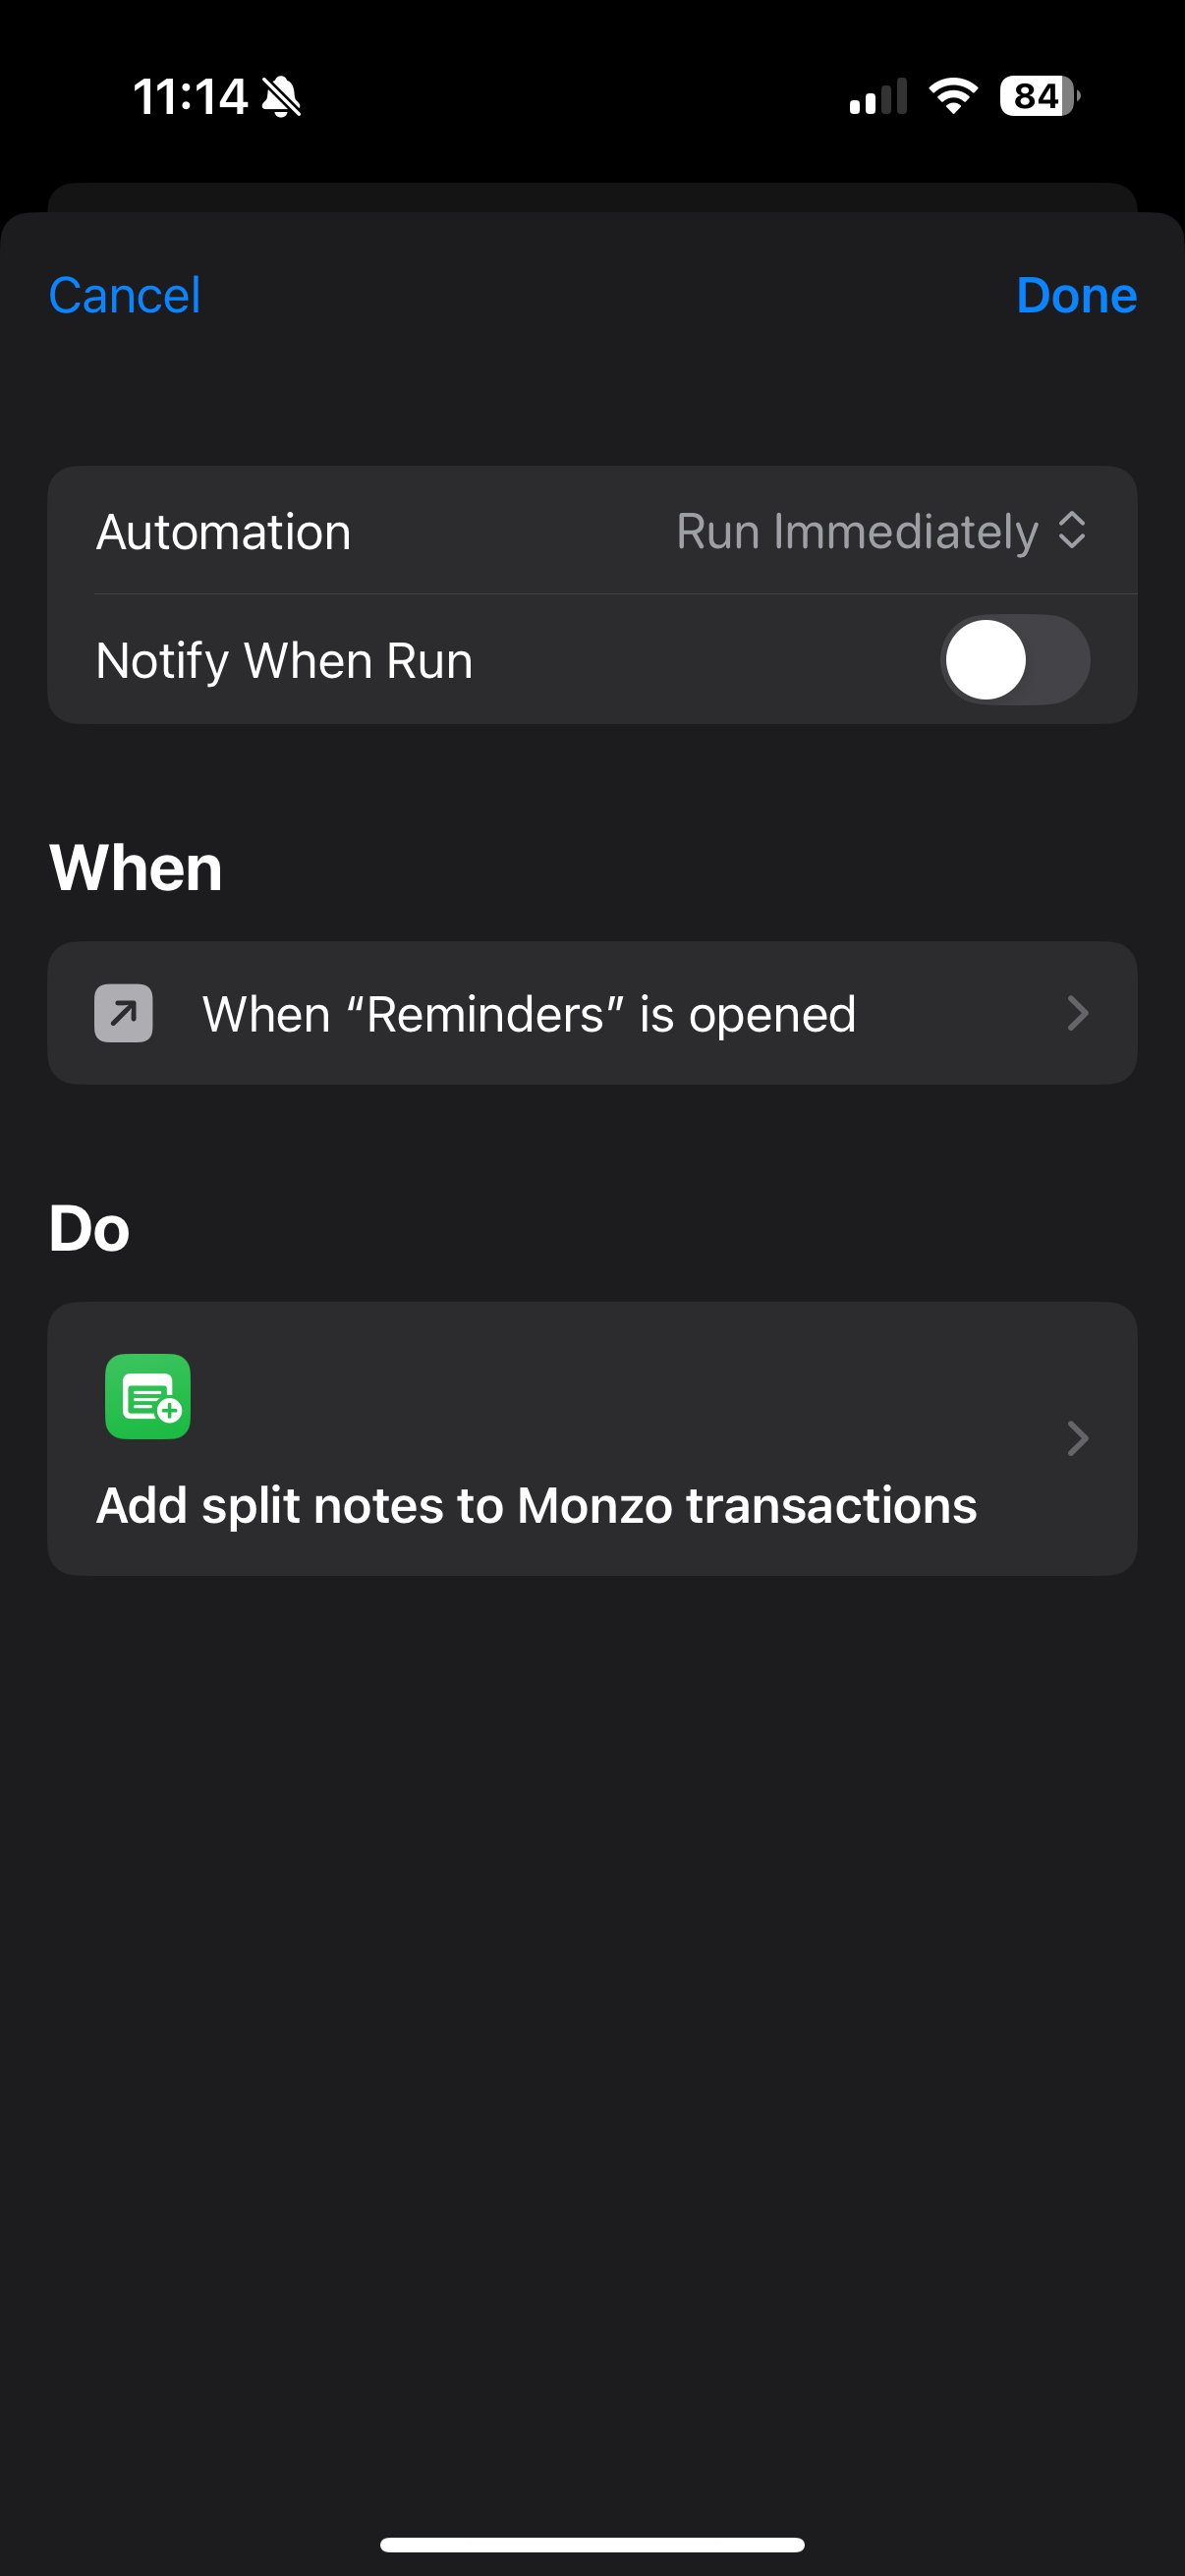 11:14
84
Cancel
Done
Automation
Run Immediately
Notify When Run
When
When “Reminders” is opened
Do
Add split notes to Monzo transactions